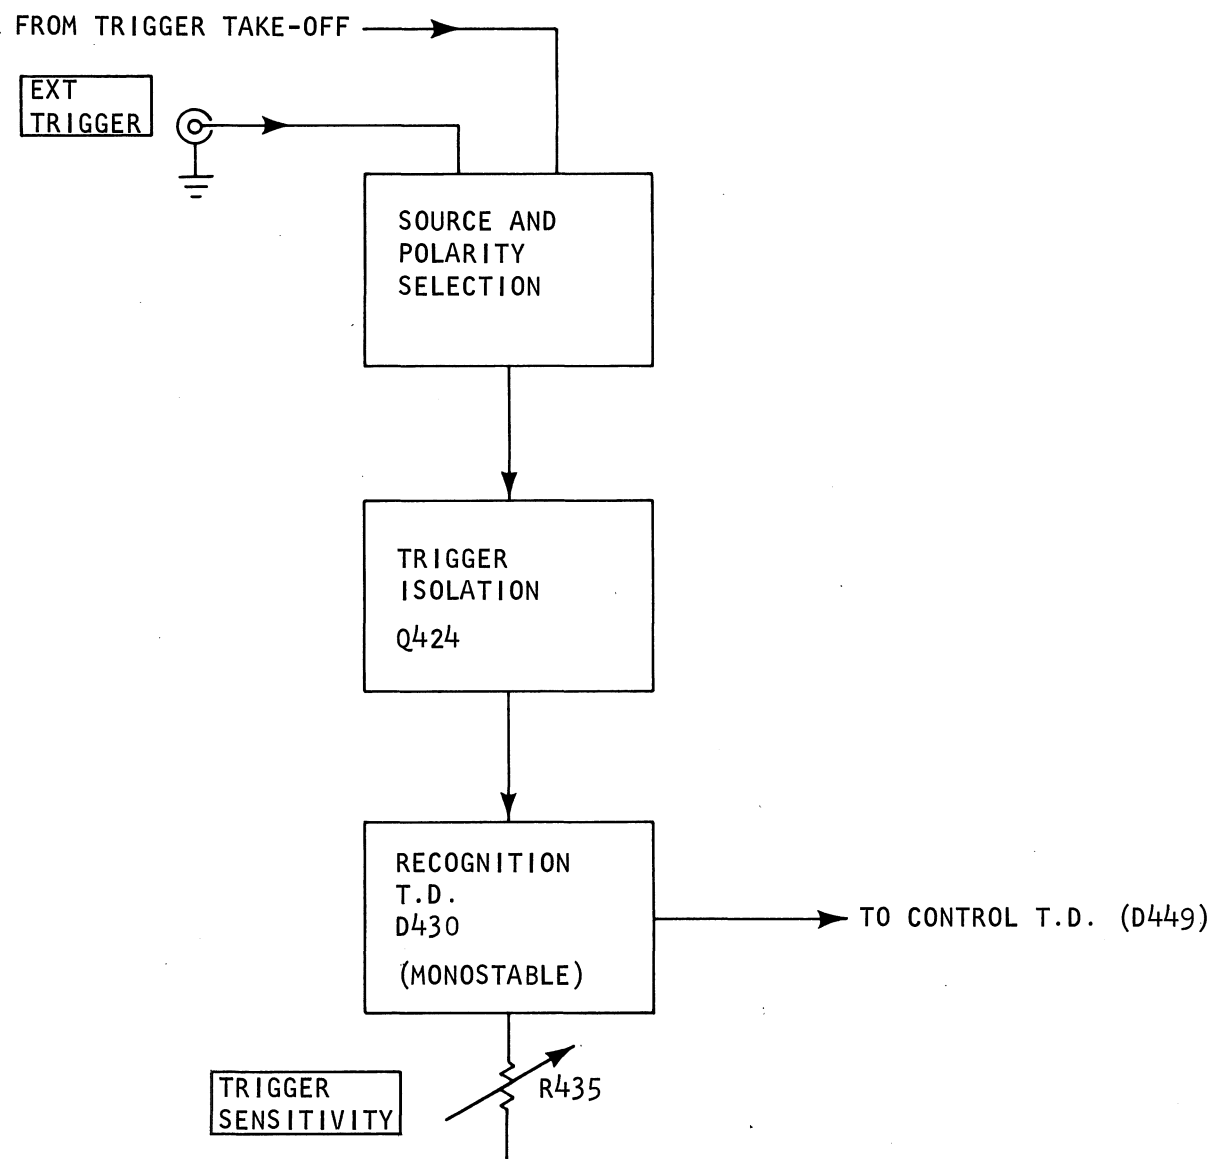 FROM TRIGGER TAKE-OFF
EXT
TRIGGER
SOURCE AND
POLARITY
SELECTION
TRIGGER
ISOLATION
Q424
RECOGNITION
T.D.
D430
(MONOSTABLE)
TO CONTROL T.D. (D449)
TRIGGER
SENSITIVITY
R435